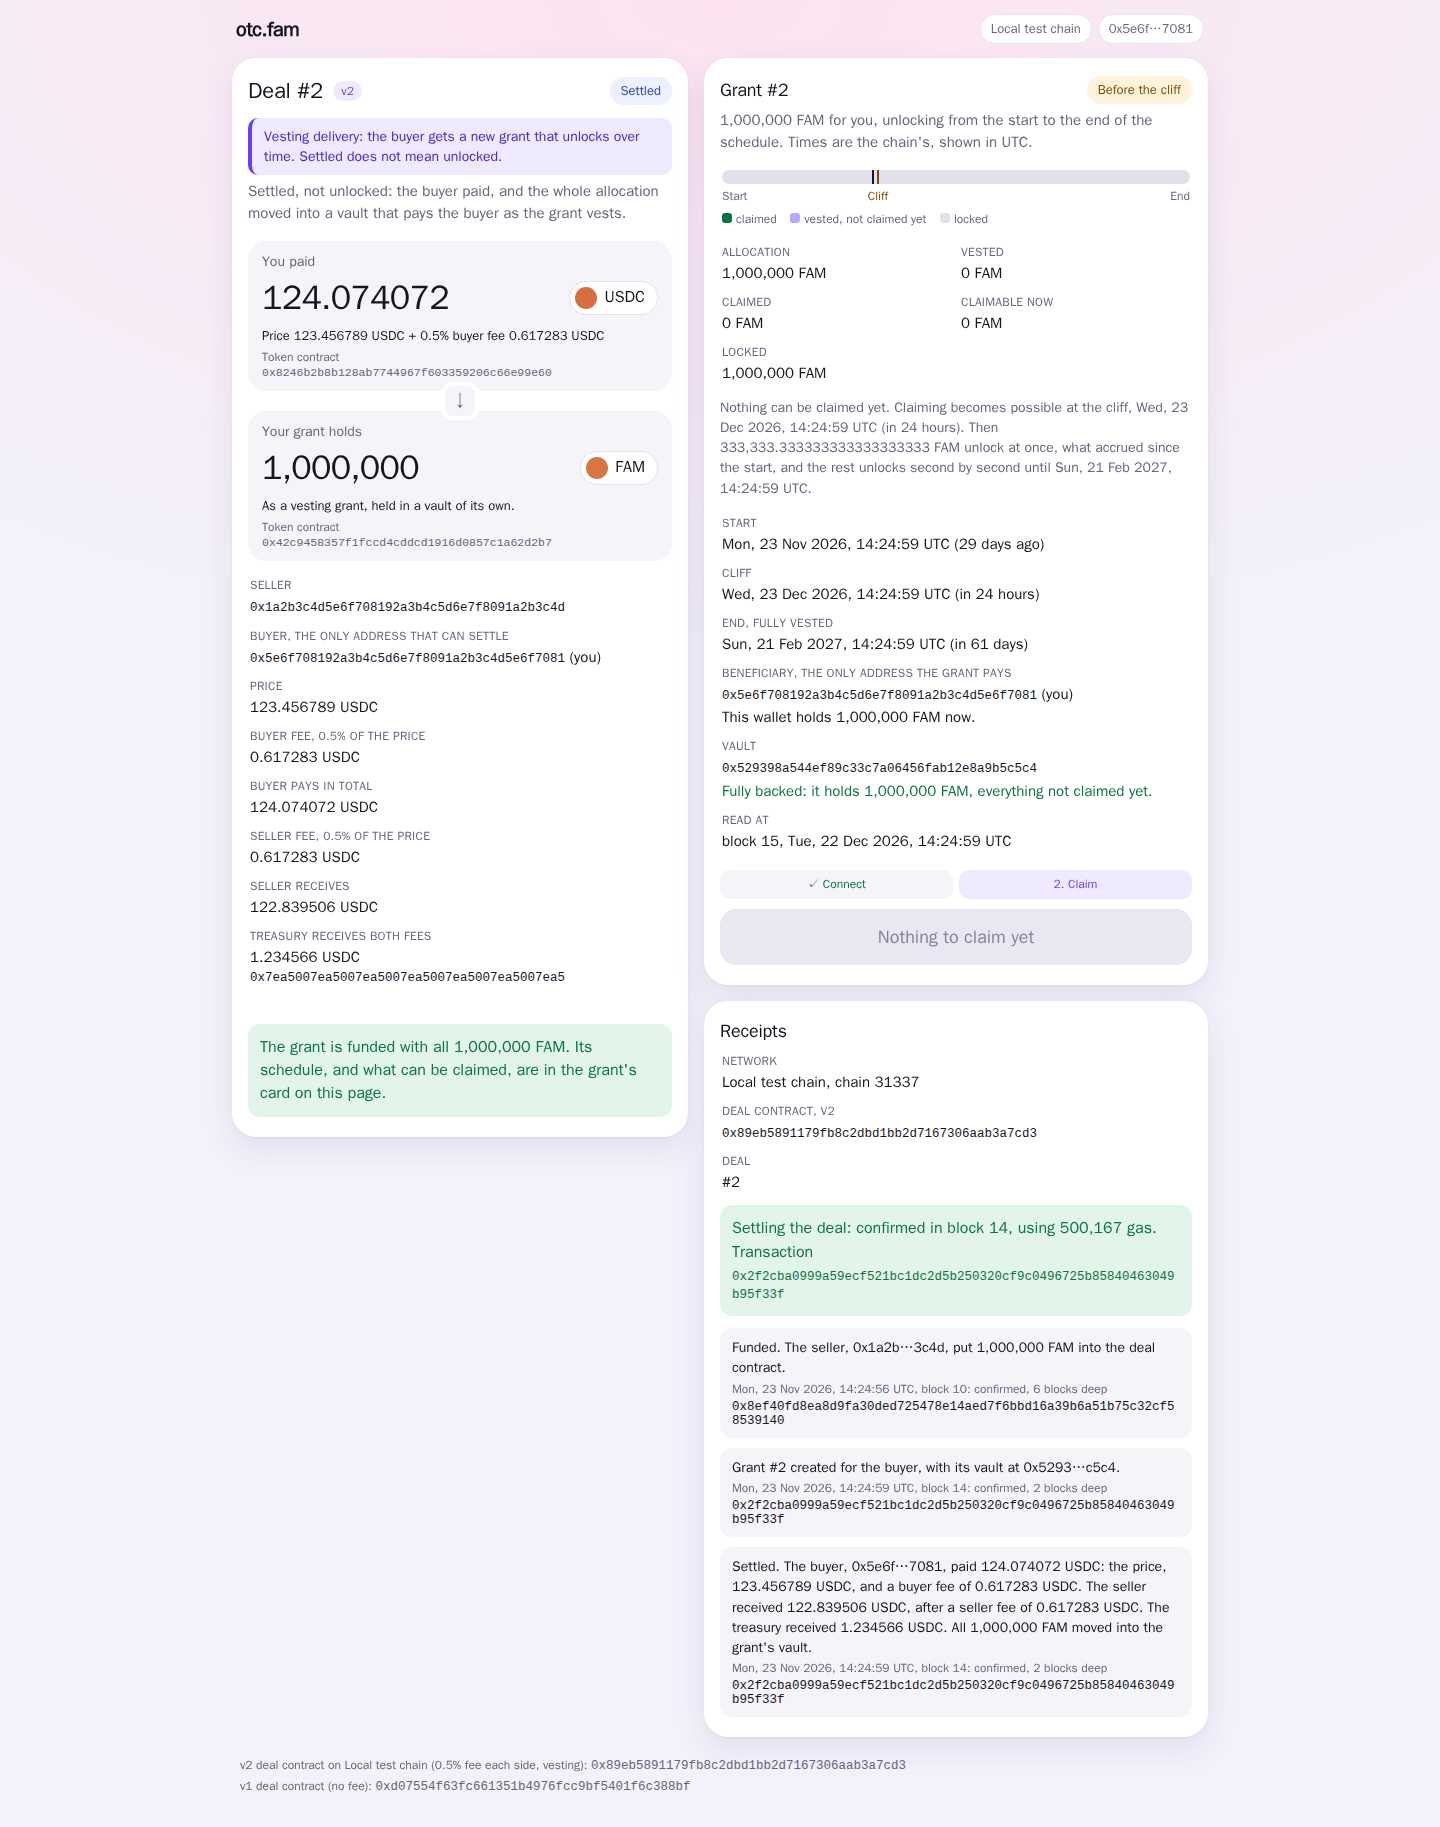 otc.fam
Local test chain
0x5e6f···7081
Deal #2
v2
Settled
Vesting delivery: the buyer gets a new grant that unlocks over
time. Settled does not mean unlocked.
Settled, not unlocked: the buyer paid, and the whole allocation
moved into a vault that pays the buyer as the grant vests.
You paid
124.074072
USDC
Price 123.456789 USDC + 0.5% buyer fee 0.617283 USDC
Token contract
0x8246b2b8b128ab7744967f603359206c66e99e60
↓
Your grant holds
1,000,000
FAM
As a vesting grant, held in a vault of its own.
Token contract
0x42c9458357f1fccd4cddcd1916d0857c1a62d2b7
SELLER
0x1a2b3c4d5e6f708192a3b4c5d6e7f8091a2b3c4d
BUYER, THE ONLY ADDRESS THAT CAN SETTLE
0x5e6f708192a3b4c5d6e7f8091a2b3c4d5e6f7081 (you)
PRICE
123.456789 USDC
BUYER FEE, 0.5% OF THE PRICE
0.617283 USDC
BUYER PAYS IN TOTAL
124.074072 USDC
SELLER FEE, 0.5% OF THE PRICE
0.617283 USDC
SELLER RECEIVES
122.839506 USDC
TREASURY RECEIVES BOTH FEES
1.234566 USDC
0x7ea5007ea5007ea5007ea5007ea5007ea5007ea5
The grant is funded with all 1,000,000 FAM. Its
schedule, and what can be claimed, are in the grant's
card on this page.
Grant #2
Before the cliff
1,000,000 FAM for you, unlocking from the start to the end of the
schedule. Times are the chain's, shown in UTC.
Start
Cliff
End
claimed
vested, not claimed yet
locked
ALLOCATION
1,000,000 FAM
VESTED
0 FAM
CLAIMED
0 FAM
CLAIMABLE NOW
0 FAM
LOCKED
1,000,000 FAM
Nothing can be claimed yet. Claiming becomes possible at the cliff, Wed, 23
Dec 2026, 14:24:59 UTC (in 24 hours). Then
333,333.333333333333333333 FAM unlock at once, what accrued since
the start, and the rest unlocks second by second until Sun, 21 Feb 2027,
14:24:59 UTC.
START
Mon, 23 Nov 2026, 14:24:59 UTC (29 days ago)
CLIFF
Wed, 23 Dec 2026, 14:24:59 UTC (in 24 hours)
END, FULLY VESTED
Sun, 21 Feb 2027, 14:24:59 UTC (in 61 days)
BENEFICIARY, THE ONLY ADDRESS THE GRANT PAYS
0x5e6f708192a3b4c5d6e7f8091a2b3c4d5e6f7081 (you)
This wallet holds 1,000,000 FAM now.
VAULT
0x529398a544ef89c33c7a06456fab12e8a9b5c5c4
Fully backed: it holds 1,000,000 FAM, everything not claimed yet.
READ AT
block 15, Tue, 22 Dec 2026, 14:24:59 UTC
✓ Connect
2. Claim
Nothing to claim yet
Receipts
NETWORK
Local test chain, chain 31337
DEAL CONTRACT, V2
0x89eb5891179fb8c2dbd1bb2d7167306aab3a7cd3
DEAL
#2
Settling the deal: confirmed in block 14, using 500,167 gas.
Transaction
0x2f2cba0999a59ecf521bc1dc2d5b250320cf9c0496725b85840463049
b95f33f
Funded. The seller, 0x1a2b···3c4d, put 1,000,000 FAM into the deal
contract.
Mon, 23 Nov 2026, 14:24:56 UTC, block 10: confirmed, 6 blocks deep
0x8ef40fd8ea8d9fa30ded725478e14aed7f6bbd16a39b6a51b75c32cf5
8539140
Grant #2 created for the buyer, with its vault at 0x5293···c5c4.
Mon, 23 Nov 2026, 14:24:59 UTC, block 14: confirmed, 2 blocks deep
0x2f2cba0999a59ecf521bc1dc2d5b250320cf9c0496725b85840463049
b95f33f
Settled. The buyer, 0x5e6f···7081, paid 124.074072 USDC: the price,
123.456789 USDC, and a buyer fee of 0.617283 USDC. The seller
received 122.839506 USDC, after a seller fee of 0.617283 USDC. The
treasury received 1.234566 USDC. All 1,000,000 FAM moved into the
grant's vault.
Mon, 23 Nov 2026, 14:24:59 UTC, block 14: confirmed, 2 blocks deep
0x2f2cba0999a59ecf521bc1dc2d5b250320cf9c0496725b85840463049
b95f33f
v2 deal contract on Local test chain (0.5% fee each side, vesting): 0x89eb5891179fb8c2dbd1bb2d7167306aab3a7cd3
v1 deal contract (no fee): 0xd07554f63fc661351b4976fcc9bf5401f6c388bf